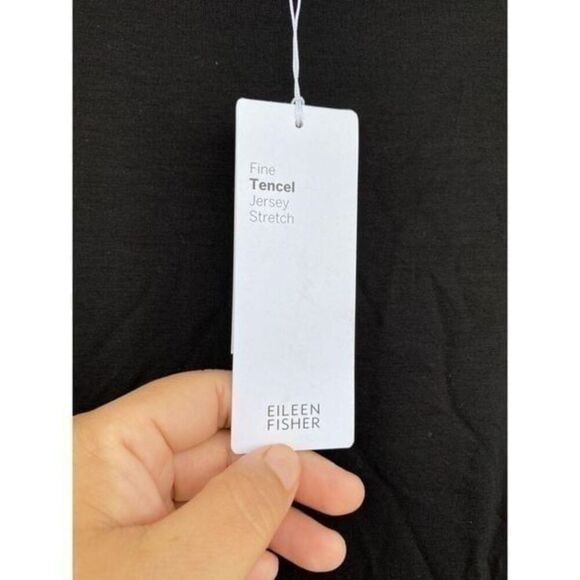 Fine
Tencel
Jersey
Stretch
EILEEN
FISHER